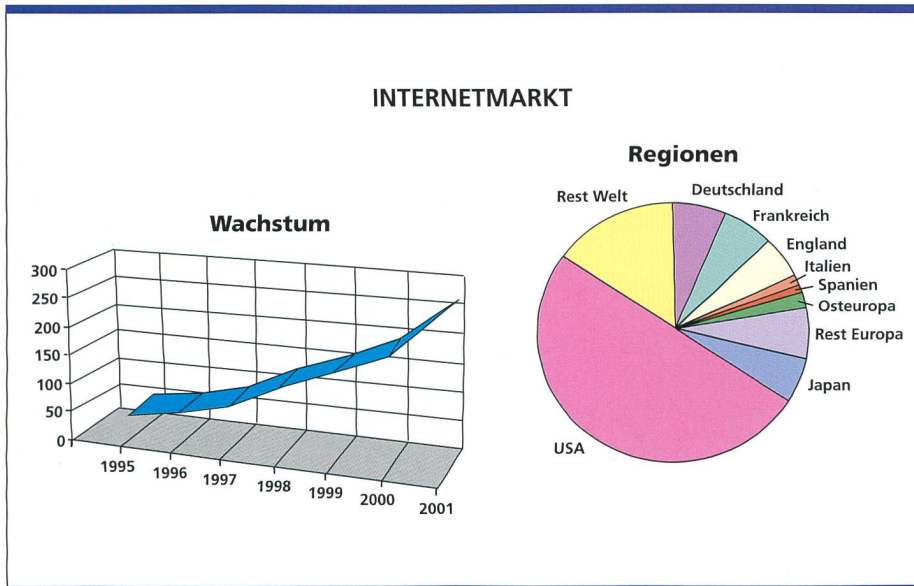 INTERNETMARKT
Wachstum
300
250
200
150
100
50
0
1995
1996
1997
1998
1999
2000
2001
Regionen
Rest Welt
Deutschland
Frankreich
England
Italien
Spanien
Osteuropa
Rest Europa
Japan
USA